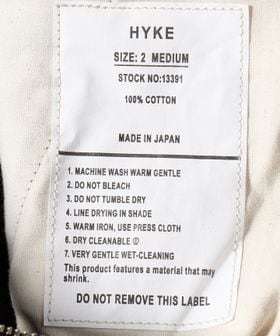 HYKE
SIZE: 2 MEDIUM
STOCK NO:13391
100% COTTON
MADE IN JAPAN
1. MACHINE WASH WARM GENTLE
2. DO NOT BLEACH
3. DO NOT TUMBLE DRY
4. LINE DRYING IN SHADE
5. WARM IRON, USE PRESS CLOTH
6. DRY CLEANABLE Ⓟ
7. VERY GENTLE WET-CLEANING
This product features a material that may
shrink.
DO NOT REMOVE THIS LABEL